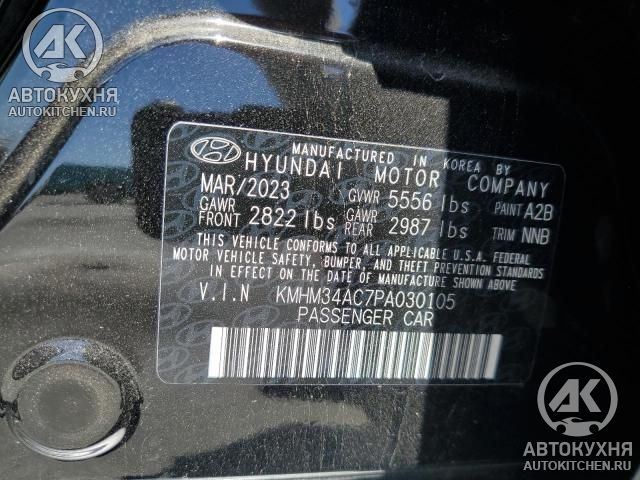 АК
АВТОКУХНЯ
AUTOKITCHEN.RU
MANUFACTURED IN KOREA BY
HYUNDAI MOTOR COMPANY
MAR/2023 GVWR 5556 lbs PAINT A2B
GAWR FRONT 2822 lbs GAWR REAR 2987 lbs TRIM NNB
THIS VEHICLE CONFORMS TO ALL APPLICABLE U.S.A. FEDERAL
MOTOR VEHICLE SAFETY, BUMPER, AND THEFT PREVENTION STANDARDS
IN EFFECT ON THE DATE OF MANUFACTURE SHOWN ABOVE.
V.I.N KMHM34AC7PA030105
PASSENGER CAR
АК
АВТОКУХНЯ
AUTOKITCHEN.RU